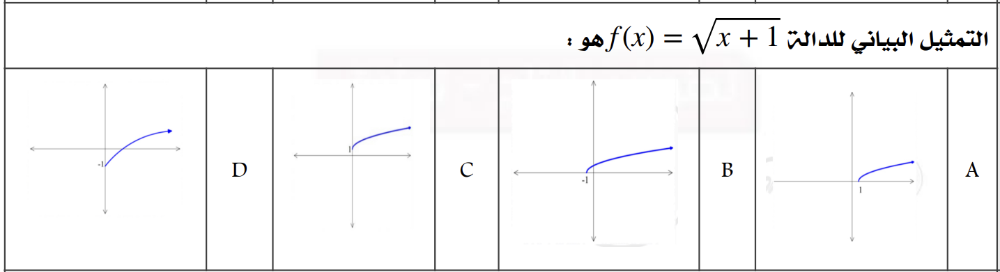 التمثيل البياني للدالة f(x) = √x + 1 هو :
A
1
B
-1
C
1
D
-1